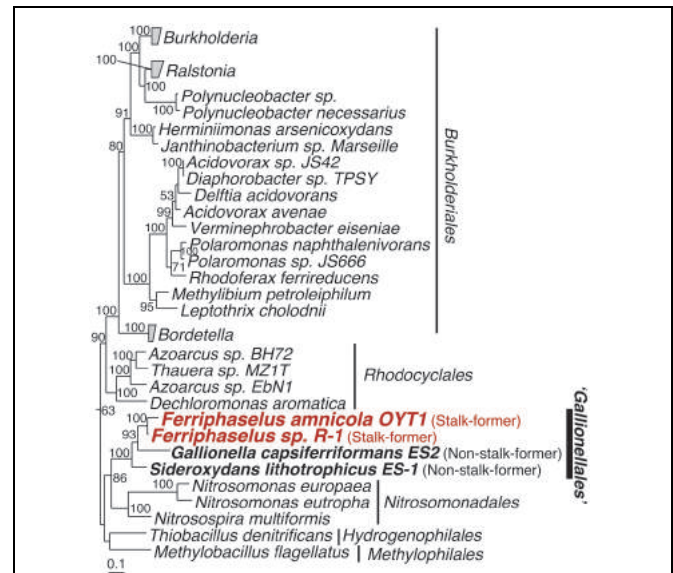 100 Burkholderia
100 Ralstonia
100
Polynucleobacter sp.
100 Polynucleobacter necessarius
91 100 Herminiimonas arsenicoxydans
Janthinobacterium sp. Marseille
80 100 Acidovorax sp. JS42
Diaphorobacter sp. TPSY
53 Delftia acidovorans
99 Acidovorax avenae
100 Verminephrobacter eiseniae
Polaromonas naphthalenivorans
100 Polaromonas sp. JS666
71 Rhodoferax ferrireducens
100 Methylibium petroleiphilum
95 Leptothrix cholodnii
Burkholderiales
100 100 Bordetella
90 100 Azoarcus sp. BH72
100 Thauera sp. MZ1T
100 Azoarcus sp. EbN1
Dechloromonas aromatica
Rhodocyclales
63
100 Ferriphaselus amnicola OYT1 (Stalk-former)
93 Ferriphaselus sp. R-1 (Stalk-former)
100 Gallionella capsiferriformans ES2 (Non-stalk-former)
Sideroxydans lithotrophicus ES-1 (Non-stalk-former)
'Gallionellales'
86 100 Nitrosomonas europaea
100 Nitrosomonas eutropha
Nitrosospira multiformis
Nitrosomonadales
Thiobacillus denitrificans Hydrogenophilales
Methylobacillus flagellatus Methylophilales
0.1